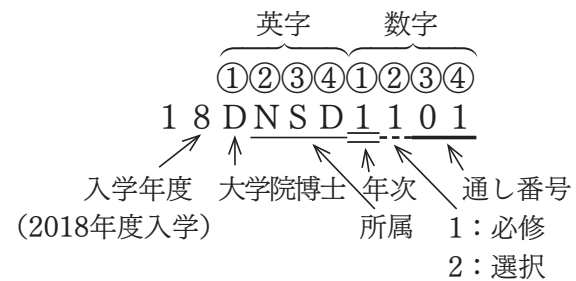 英字 数字
①②③④①②③④
18DNSD1101
入学年度 大学院博士 年次 通し番号
(2018年度入学) 所属 1：必修
2：選択